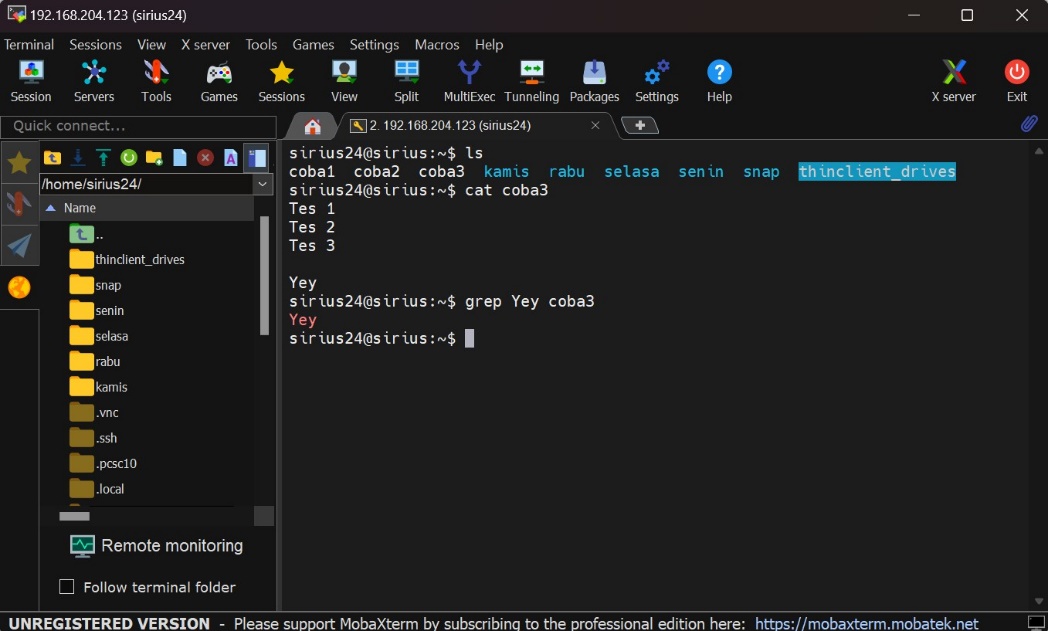 192.168.204.123 (sirius24)
Terminal Sessions View X server Tools Games Settings Macros Help
Session Servers Tools Games Sessions View Split MultiExec Tunneling Packages Settings Help X server Exit
Quick connect...
2. 192.168.204.123 (sirius24)
/home/sirius24/
Name
..
thinclient_drives
snap
senin
selasa
rabu
kamis
.vnc
.ssh
.pcsc10
.local
Remote monitoring
Follow terminal folder
sirius24@sirius:~$ ls
coba1 coba2 coba3 kamis rabu selasa senin snap thinclient_drives
sirius24@sirius:~$ cat coba3
Tes 1
Tes 2
Tes 3
Yey
sirius24@sirius:~$ grep Yey coba3
Yey
sirius24@sirius:~$
UNREGISTERED VERSION - Please support MobaXterm by subscribing to the professional edition here: https://mobaxterm.mobatek.net